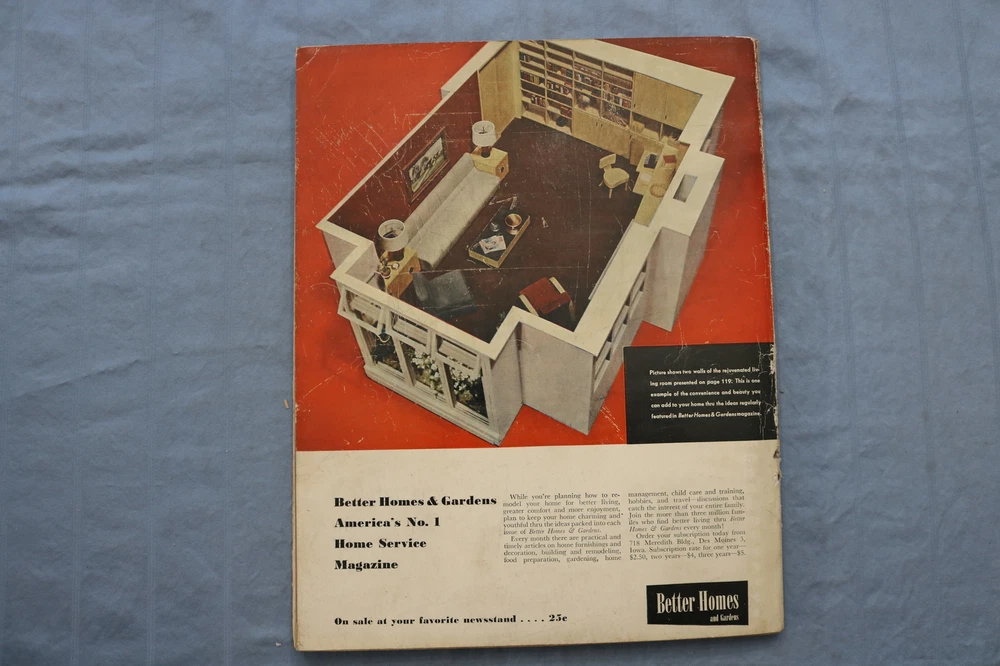 Picture shows two walls of the rejuvenated liv-
ing room presented on page 119: This is one
example of the convenience and beauty you
can add to your home thru the ideas regularly
featured in Better Homes & Gardens magazine.
Better Homes & Gardens
America's No. 1
Home Service
Magazine
While you're planning how to re-
model your home for better living,
greater comfort and more enjoyment,
plan to keep your home charming and
youthful thru the ideas packed into each
issue of Better Homes & Gardens.
Every month there are practical and
timely articles on home furnishings and
decoration, building and remodeling,
food preparation, gardening, home
management, child care and training,
hobbies, and travel—discussions that
catch the interest of your entire family.
Join the more than three million fami-
lies who find better living thru Better
Homes & Gardens every month!
Order your subscription today from
718 Meredith Bldg., Des Moines 3,
Iowa. Subscription rate for one year—
$2.50, two years—$4, three years—$5.
On sale at your favorite newsstand .... 25c
Better Homes
and Gardens